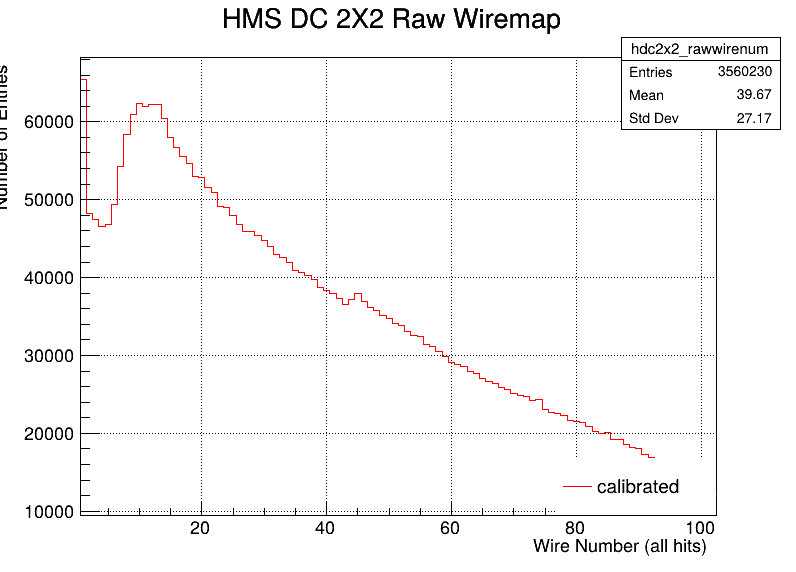 HMS DC 2X2 Raw Wiremap
hdc2x2_rawwirenum
Entries 3560230
Mean 39.67
Std Dev 27.17
Number of Entries
60000
50000
40000
30000
20000
10000
calibrated
20 40 60 80 100
Wire Number (all hits)